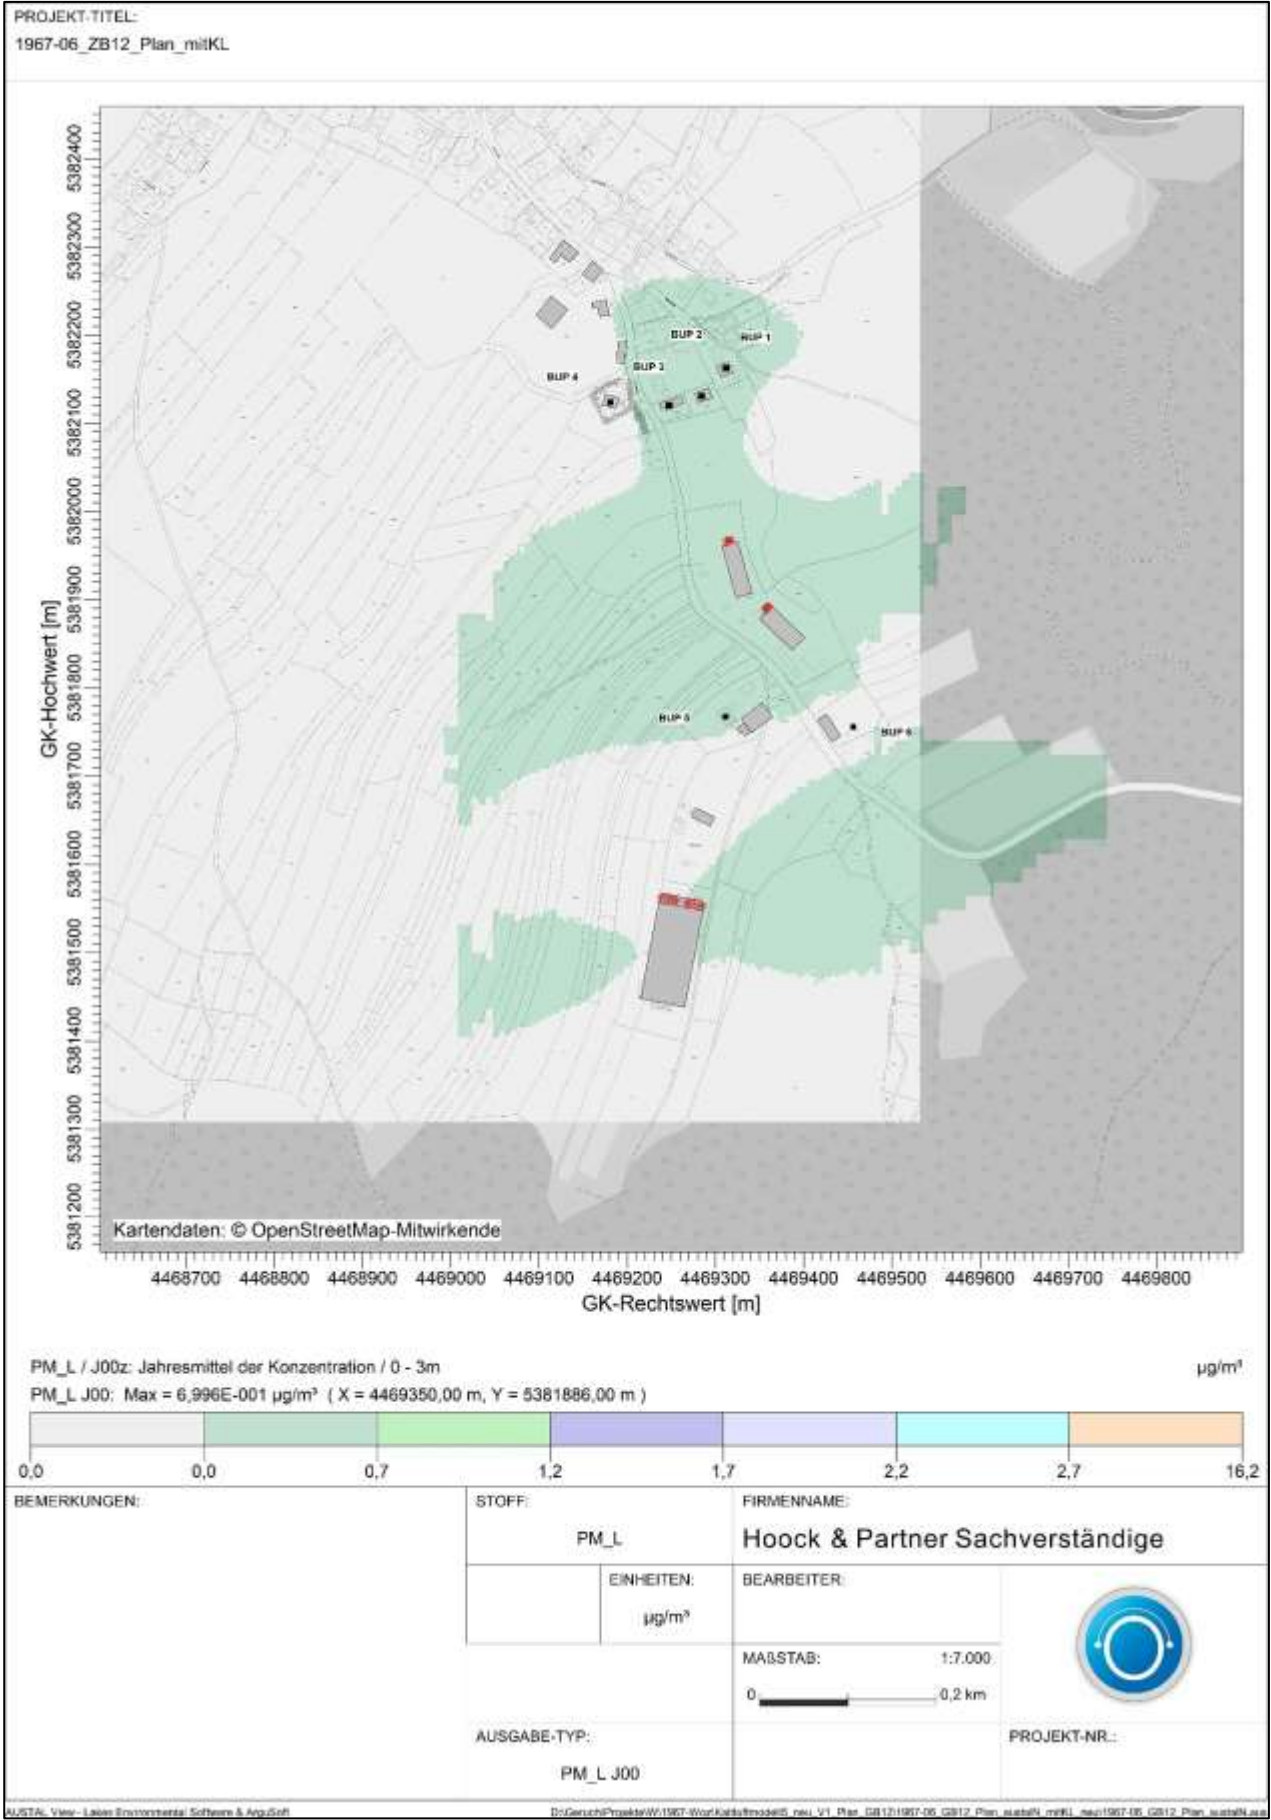 PROJEKT-TITEL:
1967-06_ZB12_Plan_mitKL
GK-Hochwert [m]
5382400
5382300
5382200
5382100
5382000
5381900
5381800
5381700
5381600
5381500
5381400
5381300
5381200
BUP 2
BUP 1
BUP 3
BUP 4
BUP 5
BUP 6
Kartendaten: © OpenStreetMap-Mitwirkende
4468700 4468800 4468900 4469000 4469100 4469200 4469300 4469400 4469500 4469600 4469700 4469800
GK-Rechtswert [m]
PM_L / J00z: Jahresmittel der Konzentration / 0 - 3m µg/m³
PM_L J00: Max = 6,996E-001 µg/m³ ( X = 4469350,00 m, Y = 5381886,00 m )
0,0 0,0 0,7 1,2 1,7 2,2 2,7 16,2
BEMERKUNGEN:
STOFF:
PM_L
FIRMENNAME:
Hoock & Partner Sachverständige
EINHEITEN:
µg/m³
BEARBEITER:
MAßSTAB: 1:7.000
0 0,2 km
AUSGABE-TYP:
PM_L J00
PROJEKT-NR.:
AUSTAL View - Lakes Environmental Software & ArguSoft